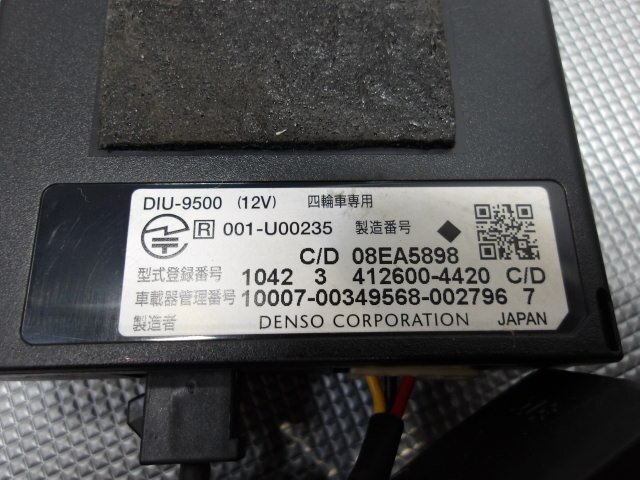 DIU-9500 (12V) 四輪車専用
R 001-U00235 製造番号
C/D 08EA5898
型式登録番号 1042 3 412600-4420 C/D
車載器管理番号 10007-00349568-002796 7
製造者 DENSO CORPORATION JAPAN